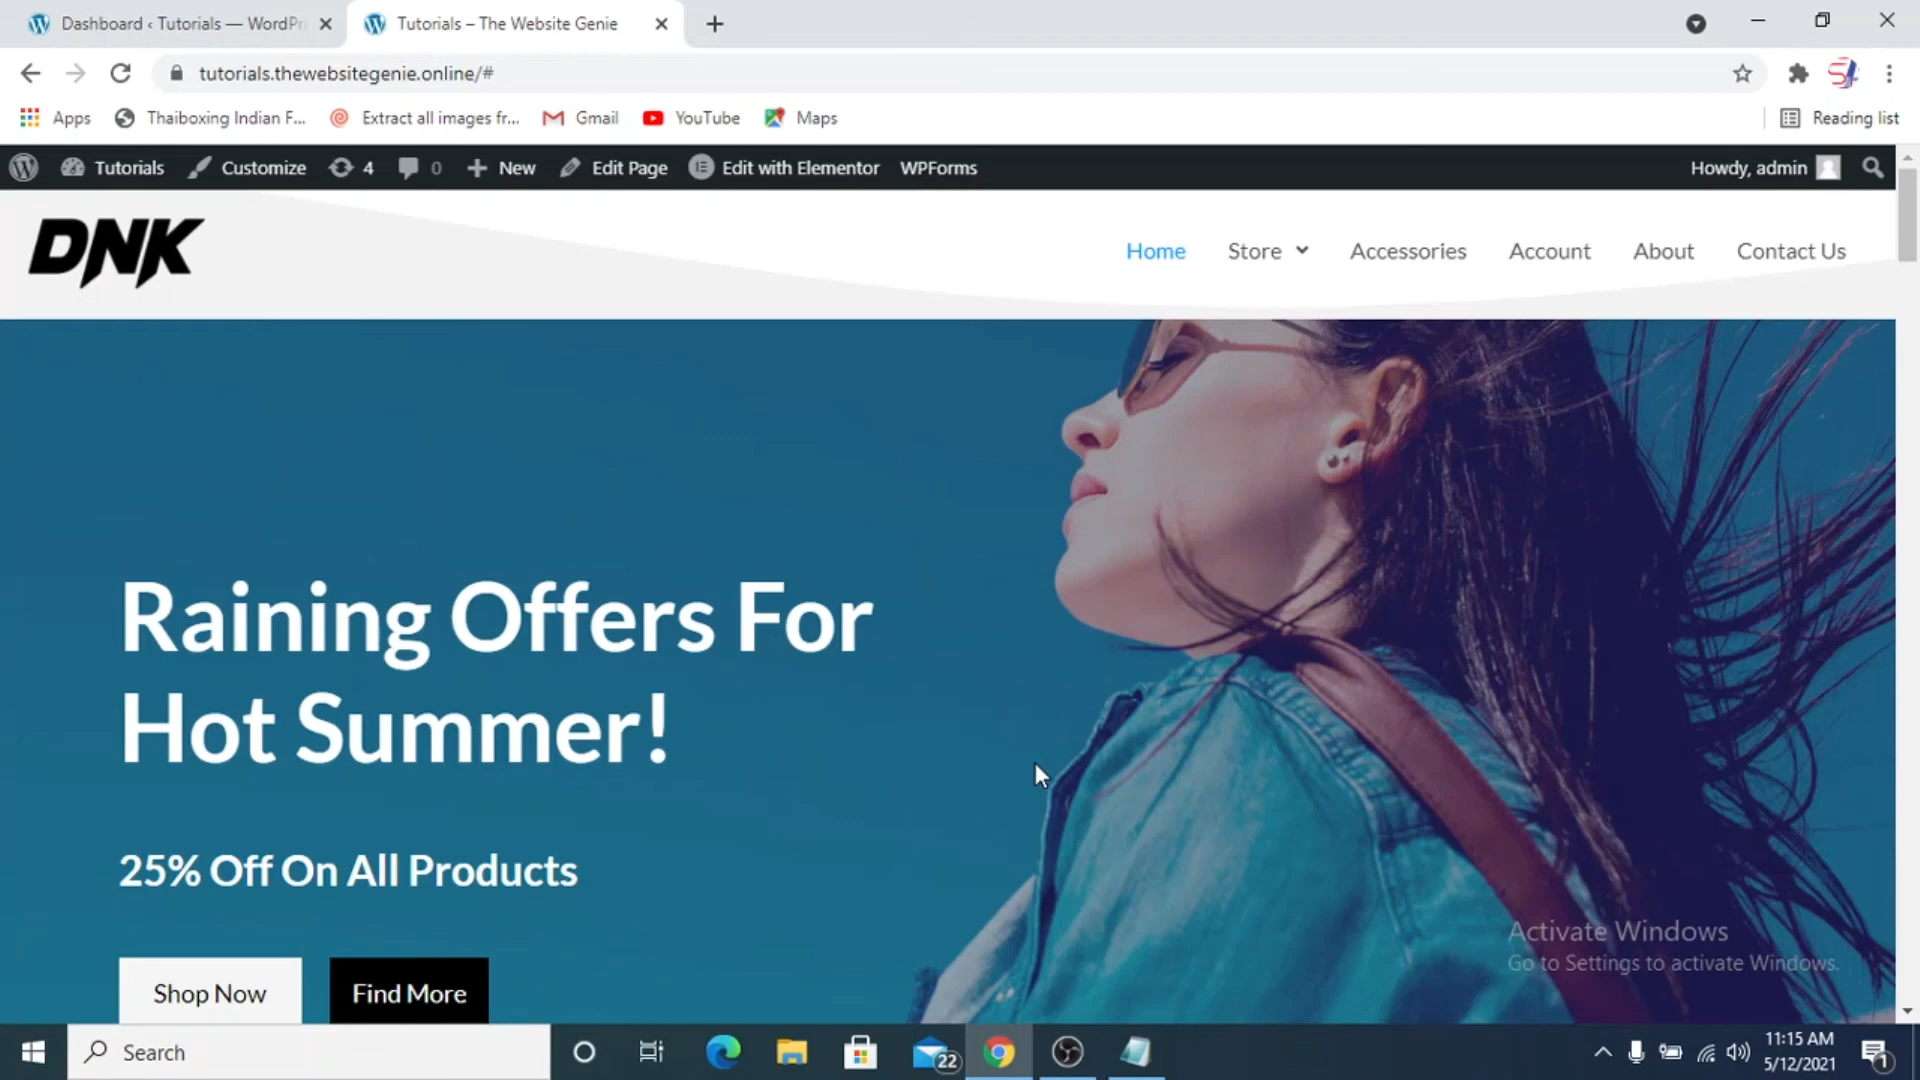 Dashboard ‹ Tutorials — WordPr
Tutorials – The Website Genie
tutorials.thewebsitegenie.online/#
Apps
Thaiboxing Indian F...
Extract all images fr...
Gmail
YouTube
Maps
Reading list
Tutorials
Customize
4
0
New
Edit Page
Edit with Elementor
WPForms
Howdy, admin
DNK
Home
Store
Accessories
Account
About
Contact Us
Raining Offers For
Hot Summer!
25% Off On All Products
Activate Windows
Go to Settings to activate Windows.
Shop Now
Find More
Search
22
11:15 AM
5/12/2021
1